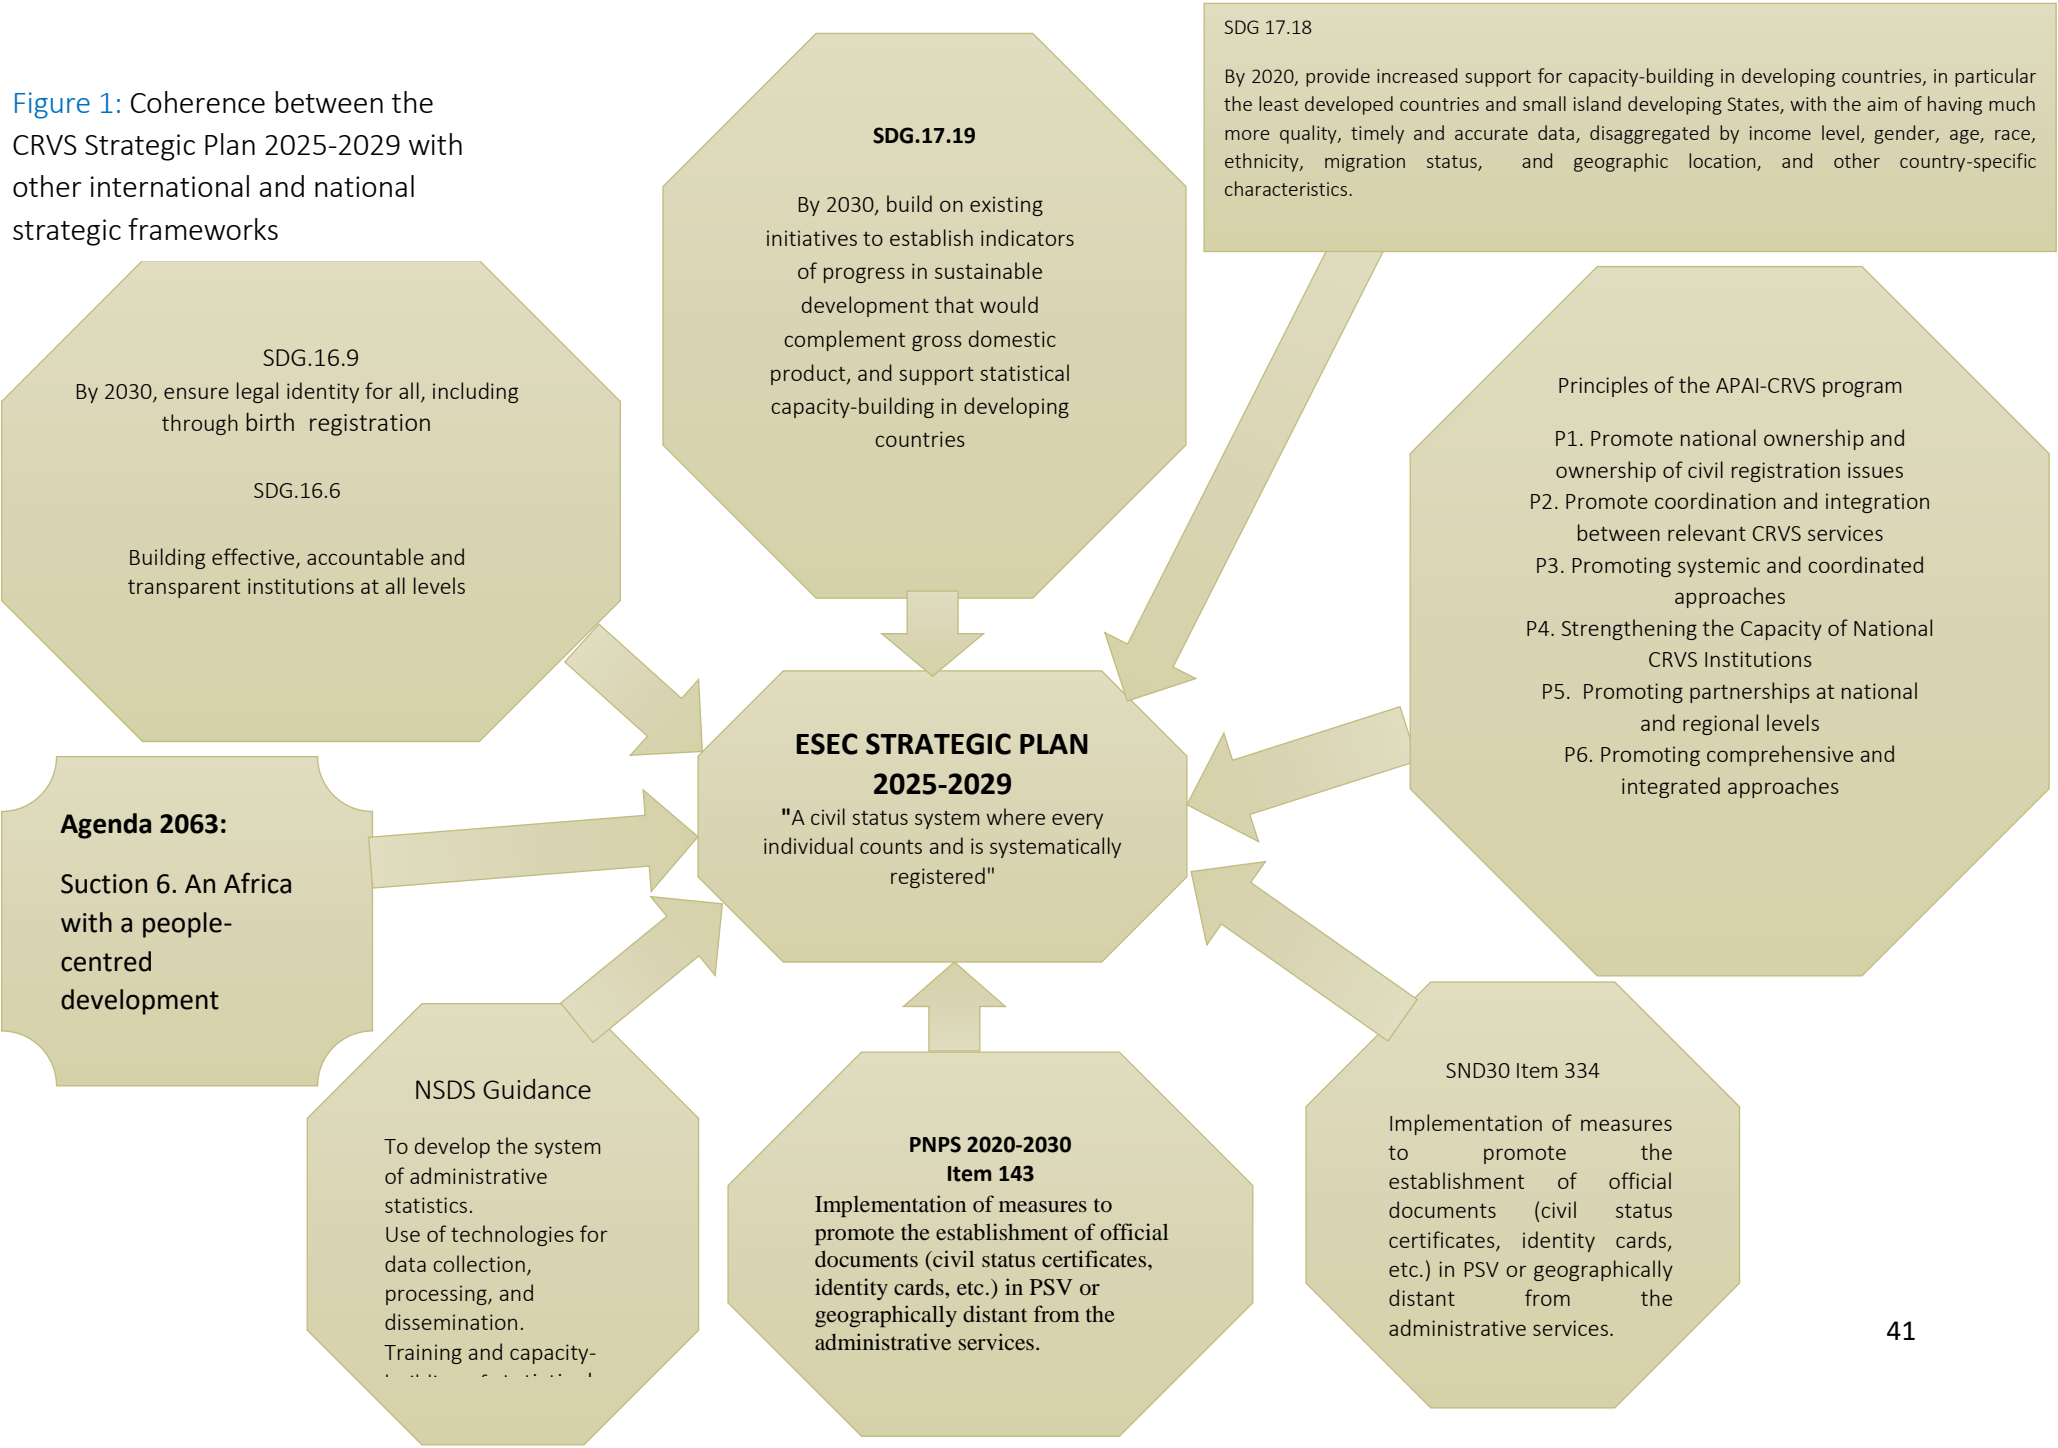 Figure 1: Coherence between the
CRVS Strategic Plan 2025-2029 with
other international and national
strategic frameworks
SDG.17.19
By 2030, build on existing
initiatives to establish indicators
of progress in sustainable
development that would
complement gross domestic
product, and support statistical
capacity-building in developing
countries
SDG 17.18
By 2020, provide increased support for capacity-building in developing countries, in particular
the least developed countries and small island developing States, with the aim of having much
more quality, timely and accurate data, disaggregated by income level, gender, age, race,
ethnicity, migration status, and geographic location, and other country-specific
characteristics.
SDG.16.9
By 2030, ensure legal identity for all, including
through birth registration
SDG.16.6
Building effective, accountable and
transparent institutions at all levels
Principles of the APAI-CRVS program
P1. Promote national ownership and
ownership of civil registration issues
P2. Promote coordination and integration
between relevant CRVS services
P3. Promoting systemic and coordinated
approaches
P4. Strengthening the Capacity of National
CRVS Institutions
P5. Promoting partnerships at national
and regional levels
P6. Promoting comprehensive and
integrated approaches
ESEC STRATEGIC PLAN
2025-2029
"A civil status system where every
individual counts and is systematically
registered"
Agenda 2063:
Suction 6. An Africa
with a people-
centred
development
NSDS Guidance
To develop the system
of administrative
statistics.
Use of technologies for
data collection,
processing, and
dissemination.
Training and capacity-
PNPS 2020-2030
Item 143
Implementation of measures to
promote the establishment of official
documents (civil status certificates,
identity cards, etc.) in PSV or
geographically distant from the
administrative services.
SND30 Item 334
Implementation of measures
to promote the
establishment of official
documents (civil status
certificates, identity cards,
etc.) in PSV or geographically
distant from the
administrative services.
41